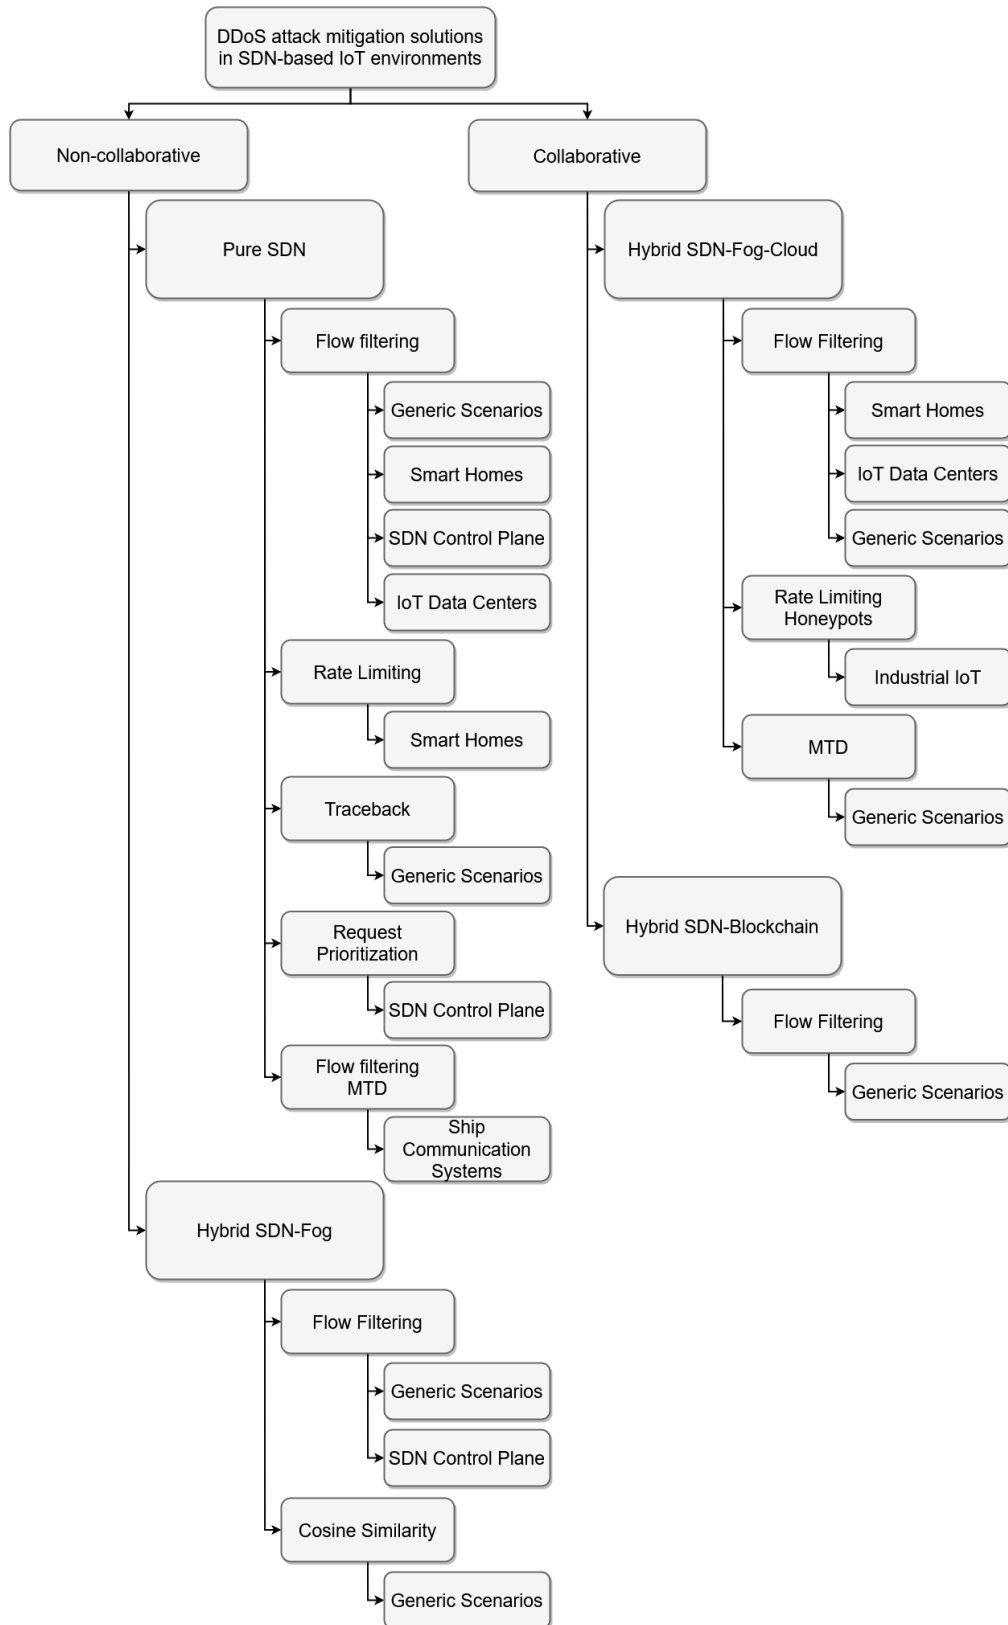 DDoS attack mitigation solutions
in SDN-based IoT environments
Non-collaborative
Pure SDN
Flow filtering
Generic Scenarios
Smart Homes
SDN Control Plane
IoT Data Centers
Rate Limiting
Smart Homes
Traceback
Generic Scenarios
Request
Prioritization
SDN Control Plane
Flow filtering
MTD
Ship
Communication
Systems
Hybrid SDN-Fog
Flow Filtering
Generic Scenarios
SDN Control Plane
Cosine Similarity
Generic Scenarios
Collaborative
Hybrid SDN-Fog-Cloud
Flow Filtering
Smart Homes
IoT Data Centers
Generic Scenarios
Rate Limiting
Honeypots
Industrial IoT
MTD
Generic Scenarios
Hybrid SDN-Blockchain
Flow Filtering
Generic Scenarios